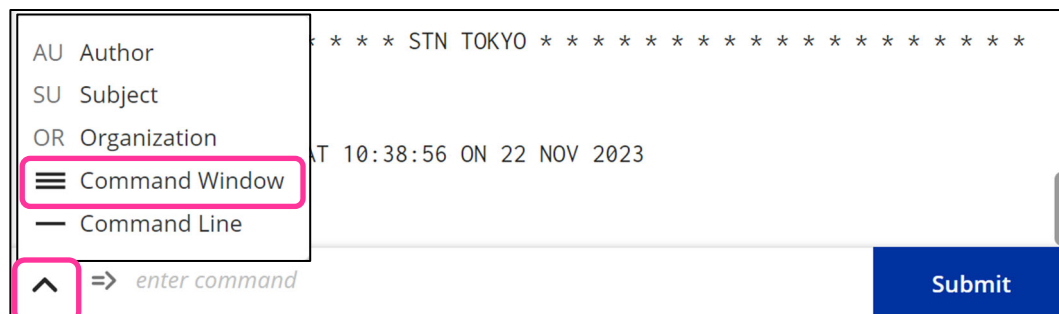 * * * * STN TOKYO * * * * * * * * * * * * * * * * * * *
AU Author
SU Subject
OR Organization
AT 10:38:56 ON 22 NOV 2023
Command Window
Command Line
=> enter command
Submit